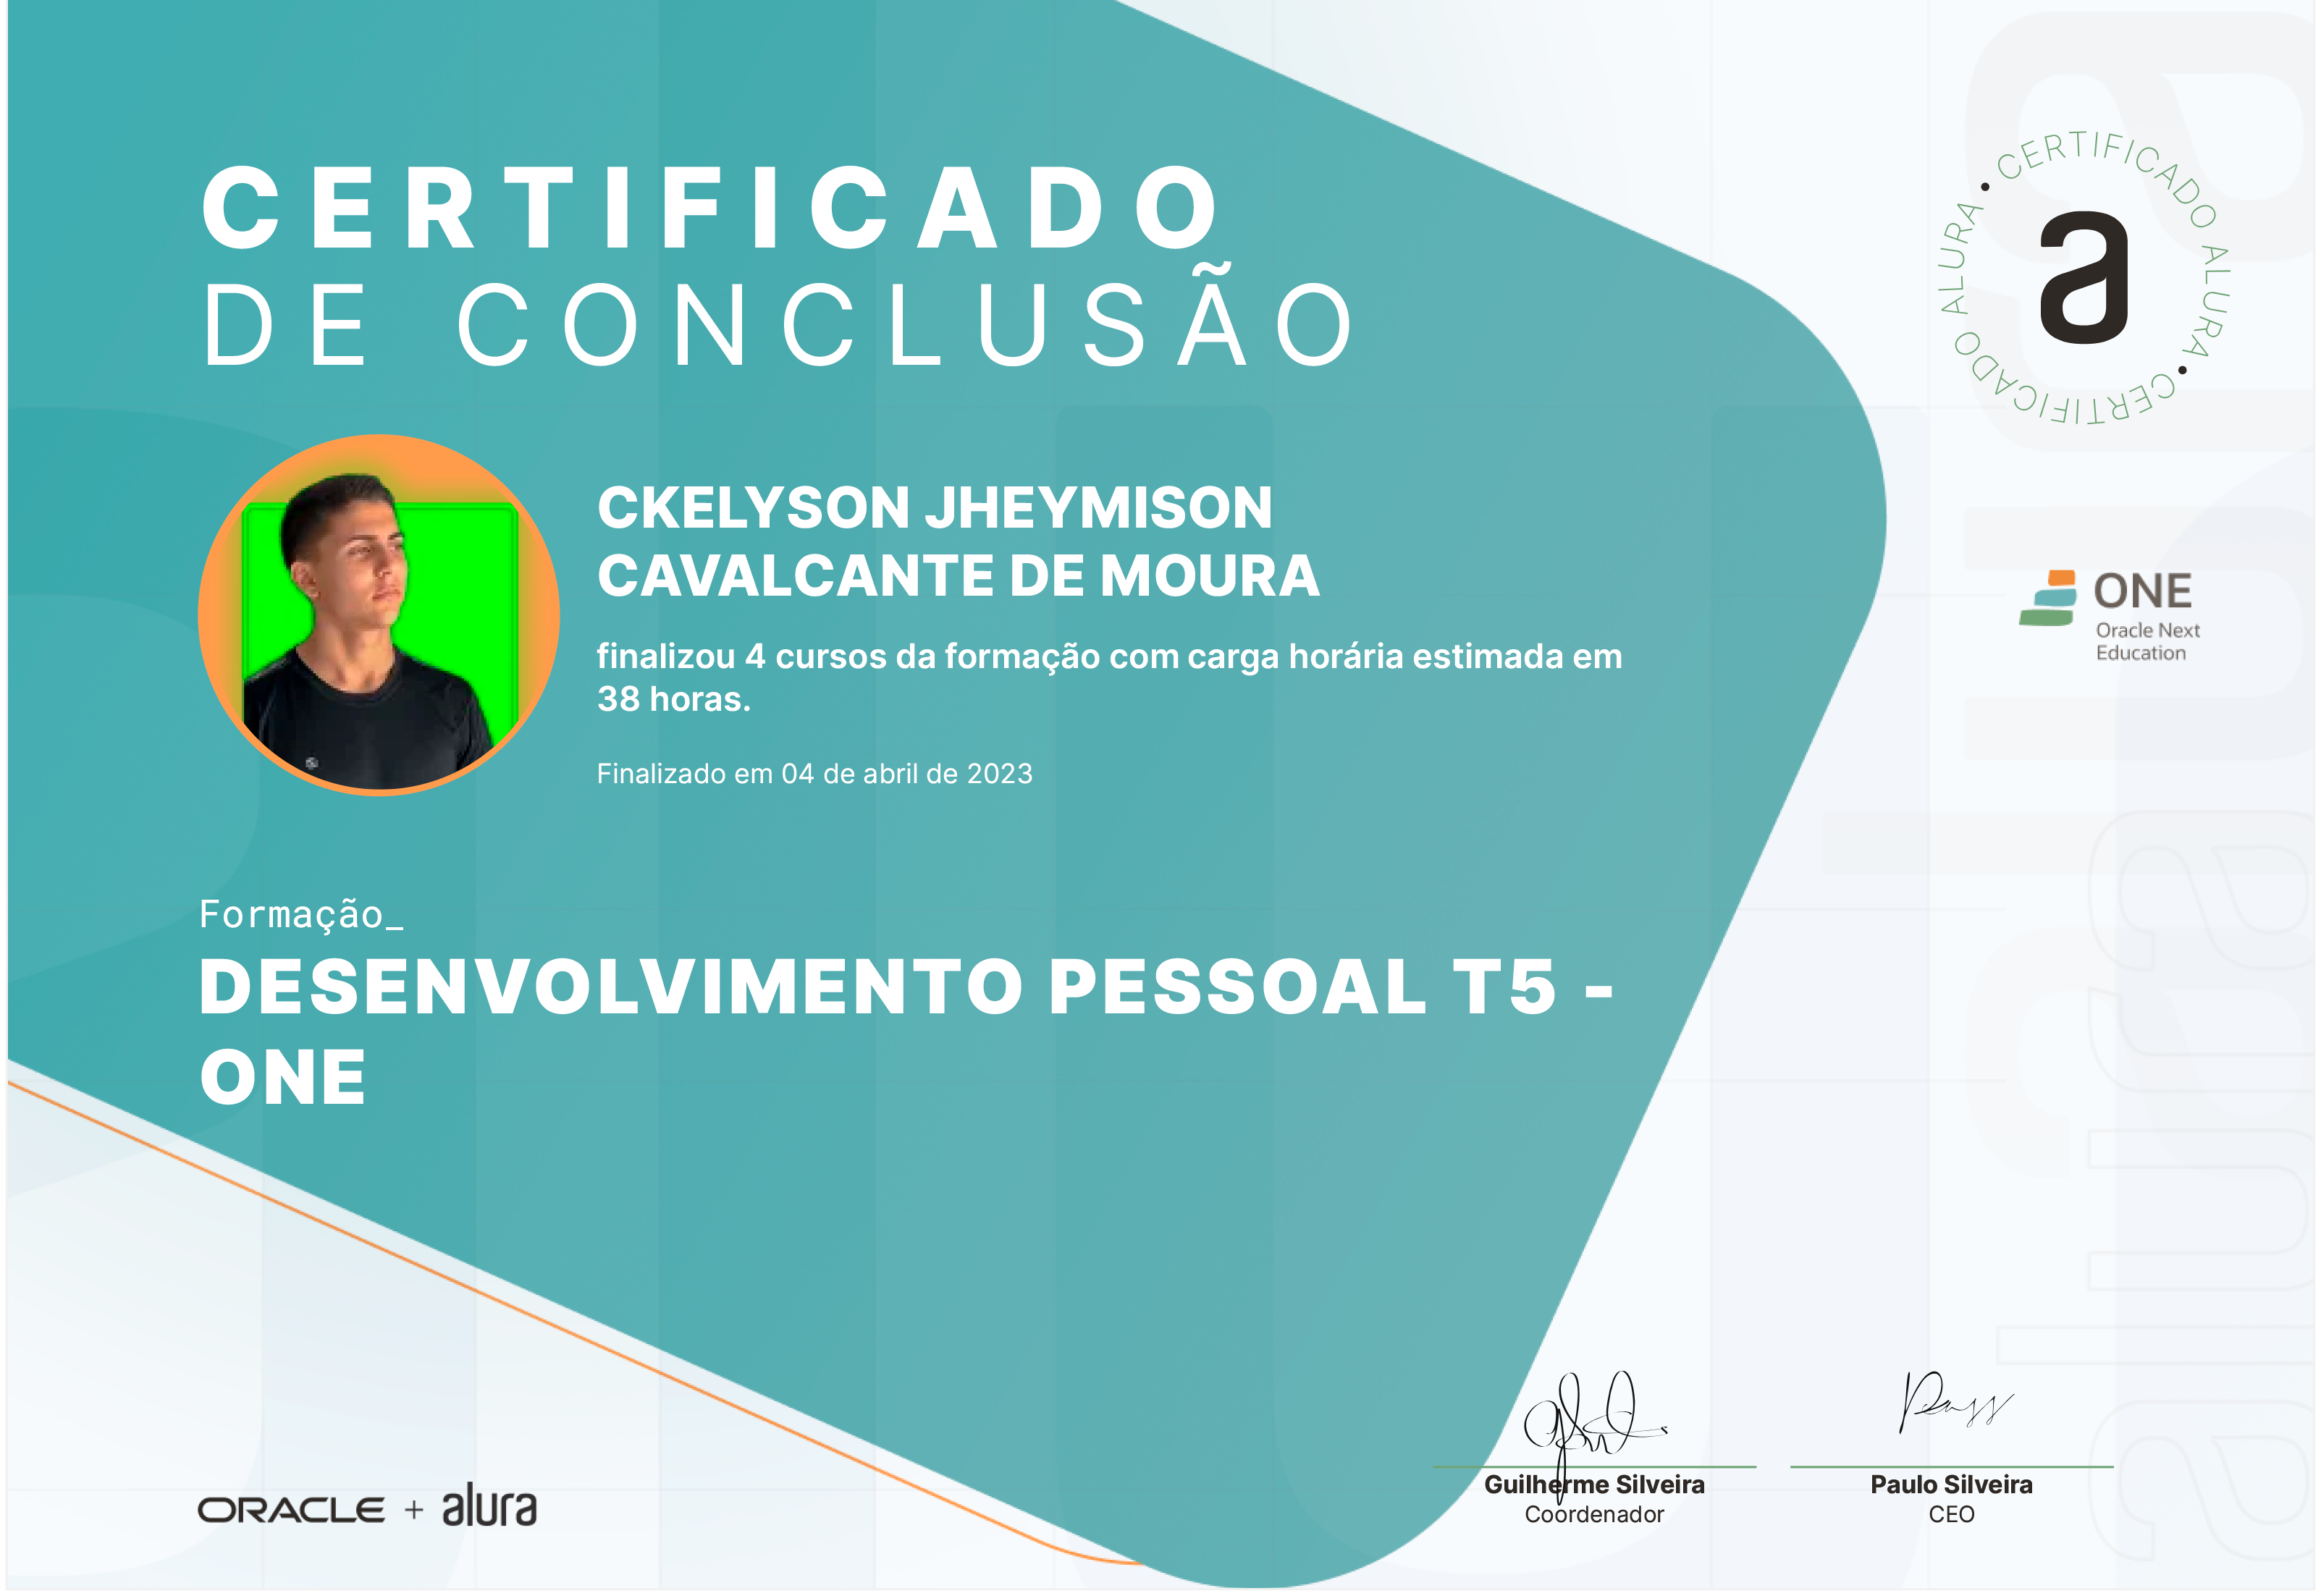 CERTIFICADO
DE CONCLUSÃO
CERTIFICADO ALURA • CERTIFICADO ALURA •
a
CKELYSON JHEYMISON
CAVALCANTE DE MOURA
finalizou 4 cursos da formação com carga horária estimada em
38 horas.
Finalizado em 04 de abril de 2023
ONE
Oracle Next
Education
Formação_
DESENVOLVIMENTO PESSOAL T5 -
ONE
ORACLE + alura
Guilherme Silveira
Coordenador
Paulo Silveira
CEO
alura